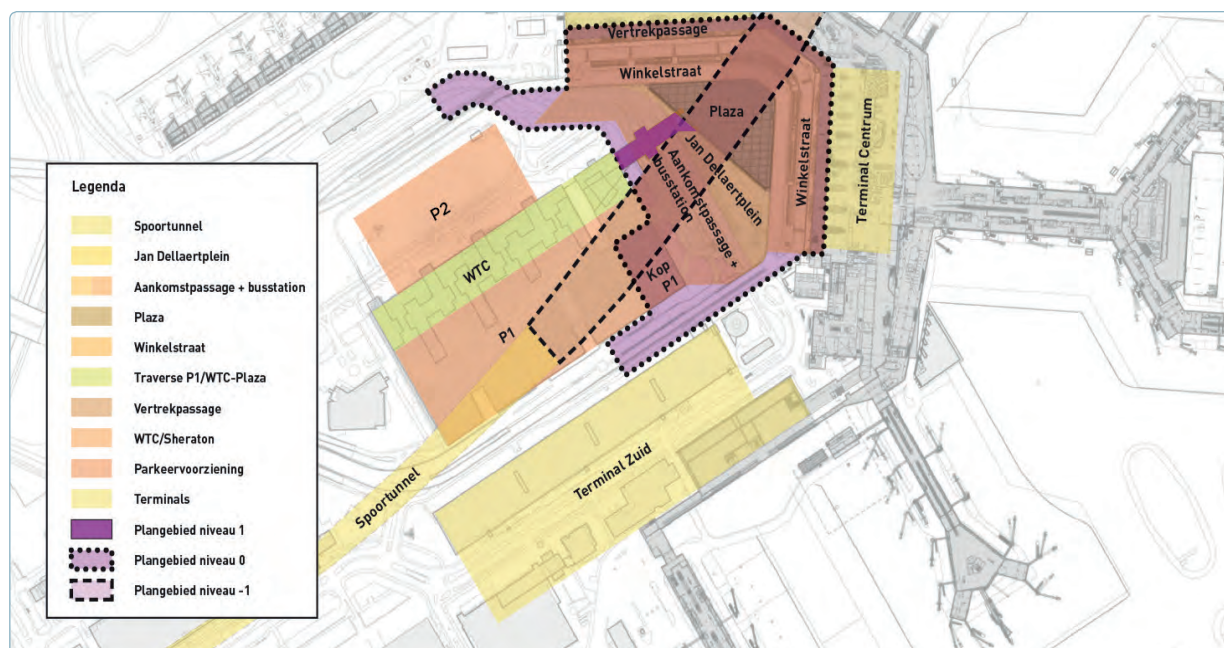 Legenda
Spoortunnel
Jan Dellaertplein
Aankomstpassage + busstation
Plaza
Winkelstraat
Traverse P1/WTC-Plaza
Vertrekpassage
WTC/Sheraton
Parkeervoorziening
Terminals
Plangebied niveau 1
Plangebied niveau 0
Plangebied niveau -1
Vertrekpassage
Winkelstraat
Plaza
Winkelstraat
Terminal Centrum
Jan Dellaertplein
Aankomstpassage +
busstation
P2
WTC
Kop
P1
P1
Spoortunnel
Terminal Zuid